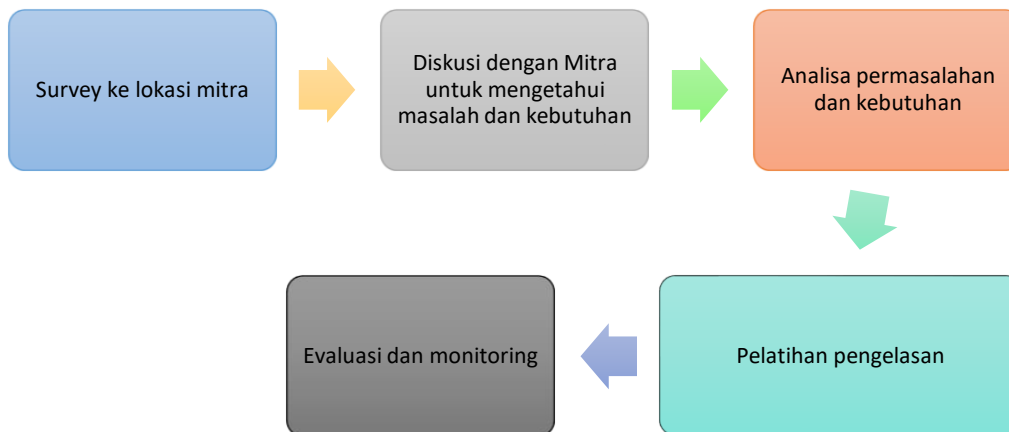 Survey ke lokasi mitra
Diskusi dengan Mitra
untuk mengetahui
masalah dan kebutuhan
Analisa permasalahan
dan kebutuhan
Evaluasi dan monitoring
Pelatihan pengelasan